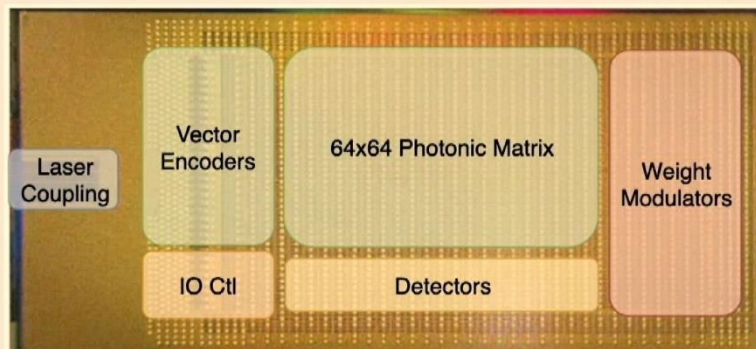 Laser
Coupling
Vector
Encoders
64x64 Photonic Matrix
Weight
Modulators
IO Ctl
Detectors